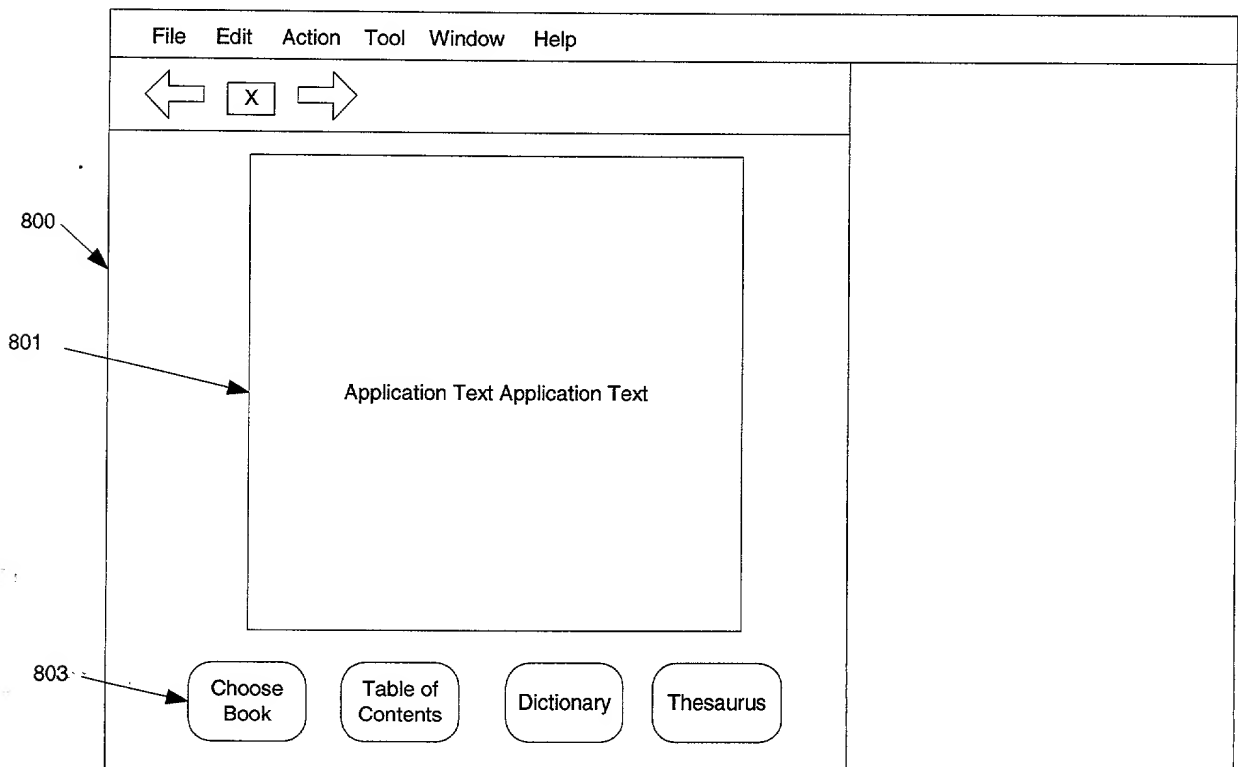 File Edit Action Tool Window Help
X
800
801
Application Text Application Text
803
Choose
Book
Table of
Contents
Dictionary
Thesaurus